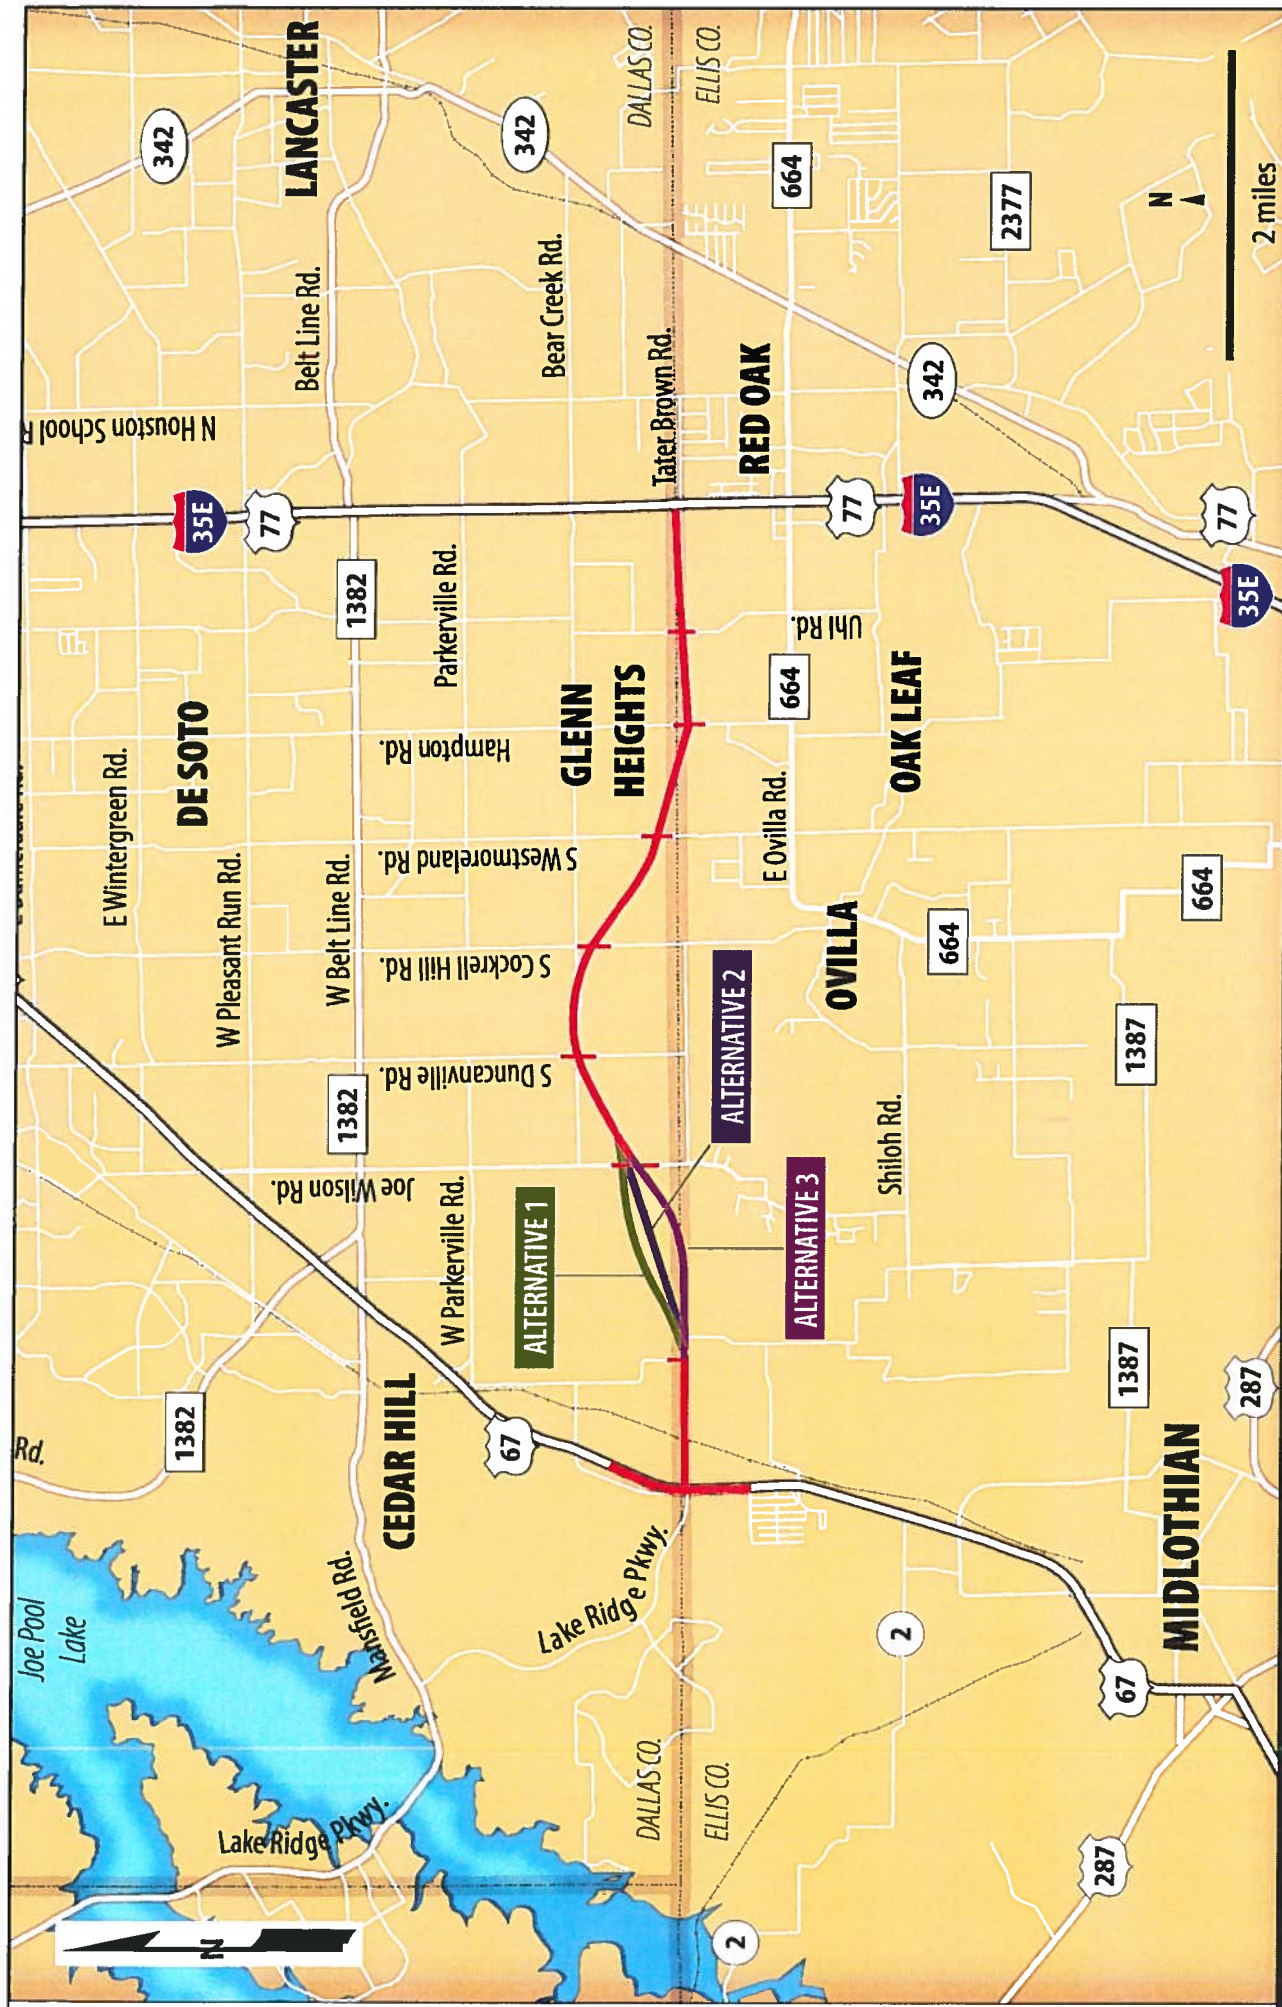 Joe Pool
Lake
Rd.
N Houston School R
E Wintergreen Rd.
342
1382
DE SOTO
35E
N
Lake Ridge Pkwy.
W Pleasant Run Rd.
77
Joe Wilson Rd.
LANCASTER
Belt Line Rd.
Mansfield Rd.
1382
W Belt Line Rd.
1382
CEDAR HILL
S Duncanville Rd.
S Cockrell Hill Rd.
S Westmoreland Rd.
Hampton Rd.
W Parkerville Rd.
Parkerville Rd.
67
ALTERNATIVE 1
342
Bear Creek Rd.
Lake Ridge Pkwy.
GLENN
HEIGHTS
DALLAS CO.
DALLAS CO.
Tater Brown Rd.
ELLIS CO.
ELLIS CO.
ALTERNATIVE 2
2
RED OAK
ALTERNATIVE 3
E Ovilla Rd.
664
664
Uhl Rd.
OVILLA
77
Shiloh Rd.
2
OAK LEAF
35E
342
664
2377
287
67
1387
1387
N
MIDLOTHIAN
664
77
287
35E
2 miles